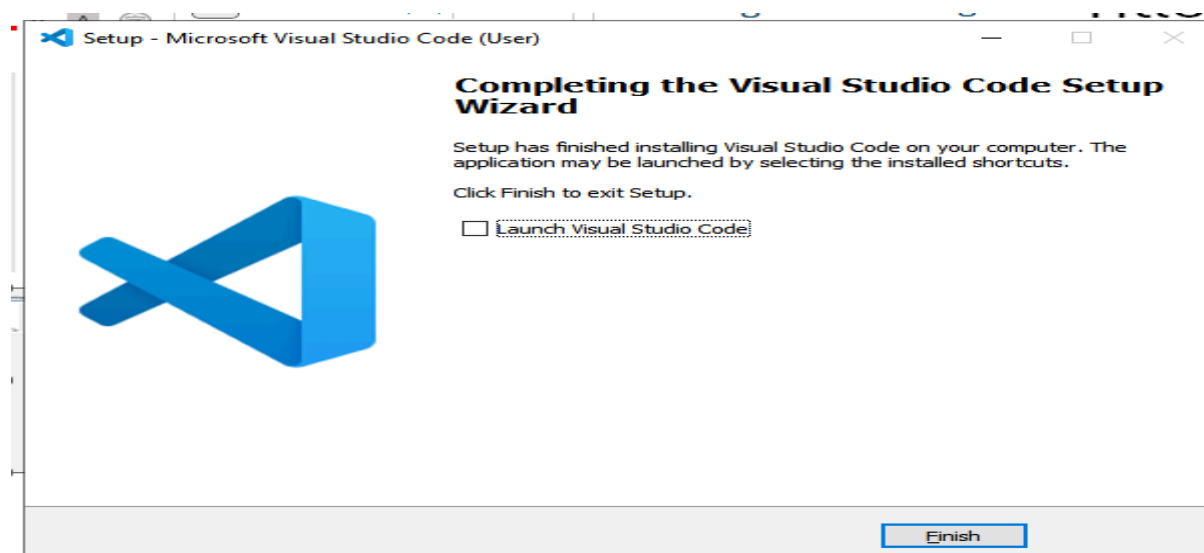 Setup - Microsoft Visual Studio Code (User)
Completing the Visual Studio Code Setup
Wizard
Setup has finished installing Visual Studio Code on your computer. The
application may be launched by selecting the installed shortcuts.
Click Finish to exit Setup.
Launch Visual Studio Code
Finish